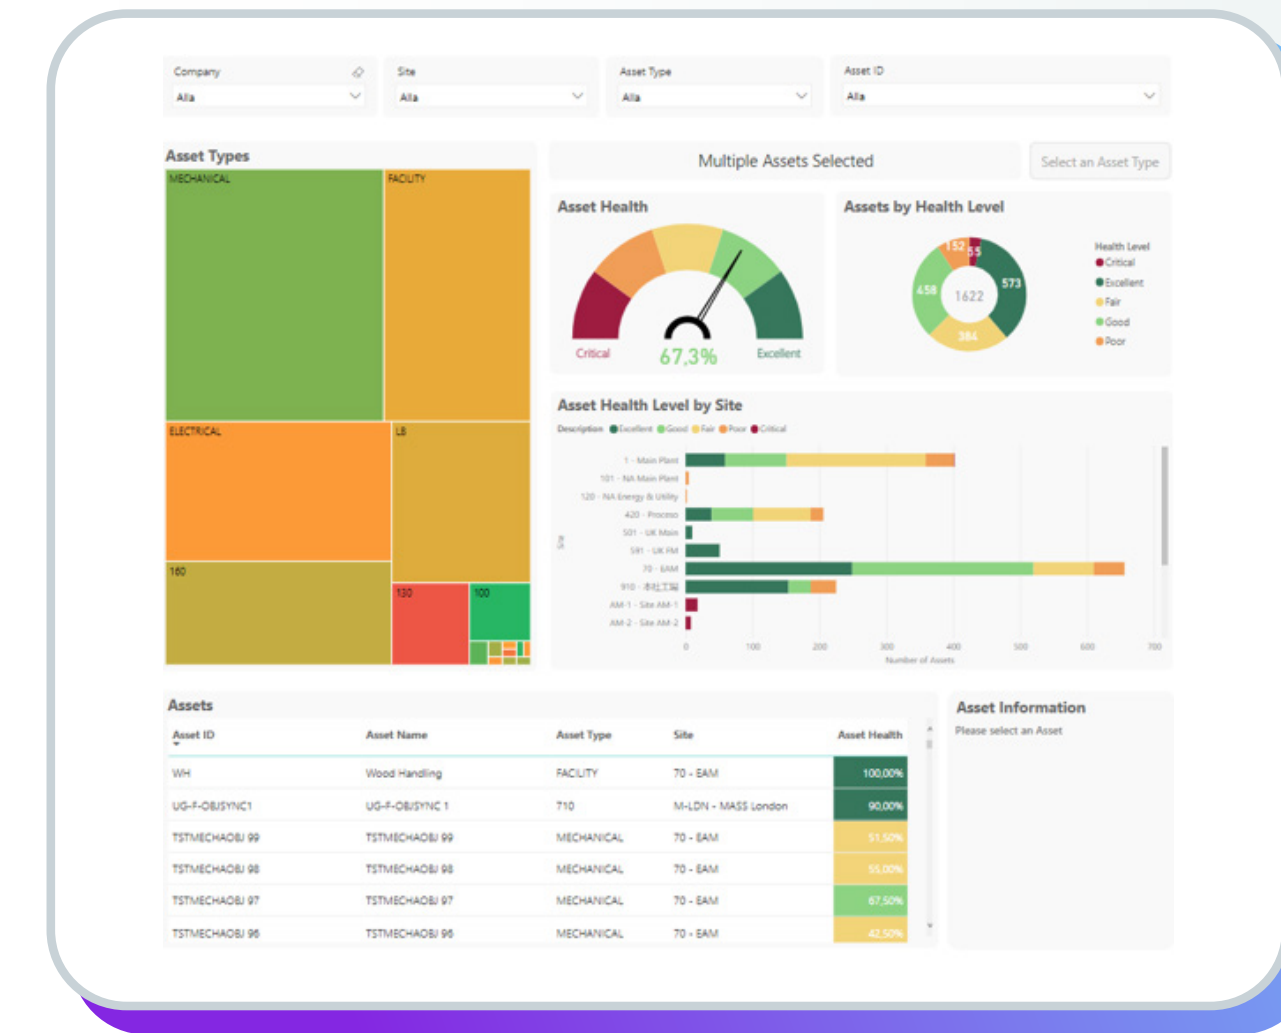 Company
Site
Asset Type
Asset ID
Alla
Alla
Alla
Alla
Asset Types
MECHANICAL
FACILITY
ELECTRICAL
LB
160
130
100
Multiple Assets Selected
Select an Asset Type
Asset Health
Critical
67,3%
Excellent
Assets by Health Level
152
55
573
458
1622
384
Health Level
Critical
Excellent
Fair
Good
Poor
Asset Health Level by Site
Description Excellent Good Fair Poor Critical
Site
1 - Main Plant
101 - NA Main Plant
120 - NA Energy & Utility
420 - Process
501 - UK Main
591 - UK FM
70 - EAM
910 - 本社工場
AM-1 - Site AM-1
AM-2 - Site AM-2
0 100 200 300 400 500 600 700
Number of Assets
Assets
Asset ID Asset Name Asset Type Site Asset Health
WH Wood Handling FACILITY 70 - EAM 100,00%
UG-F-OBJSYNC1 UG-F-OBJSYNC 1 710 M-LDN - MASS London 90,00%
TSTMECHAOBJ 99 TSTMECHAOBJ 99 MECHANICAL 70 - EAM 51,50%
TSTMECHAOBJ 98 TSTMECHAOBJ 98 MECHANICAL 70 - EAM 55,00%
TSTMECHAOBJ 97 TSTMECHAOBJ 97 MECHANICAL 70 - EAM 67,50%
TSTMECHAOBJ 96 TSTMECHAOBJ 96 MECHANICAL 70 - EAM 42,50%
Asset Information
Please select an Asset